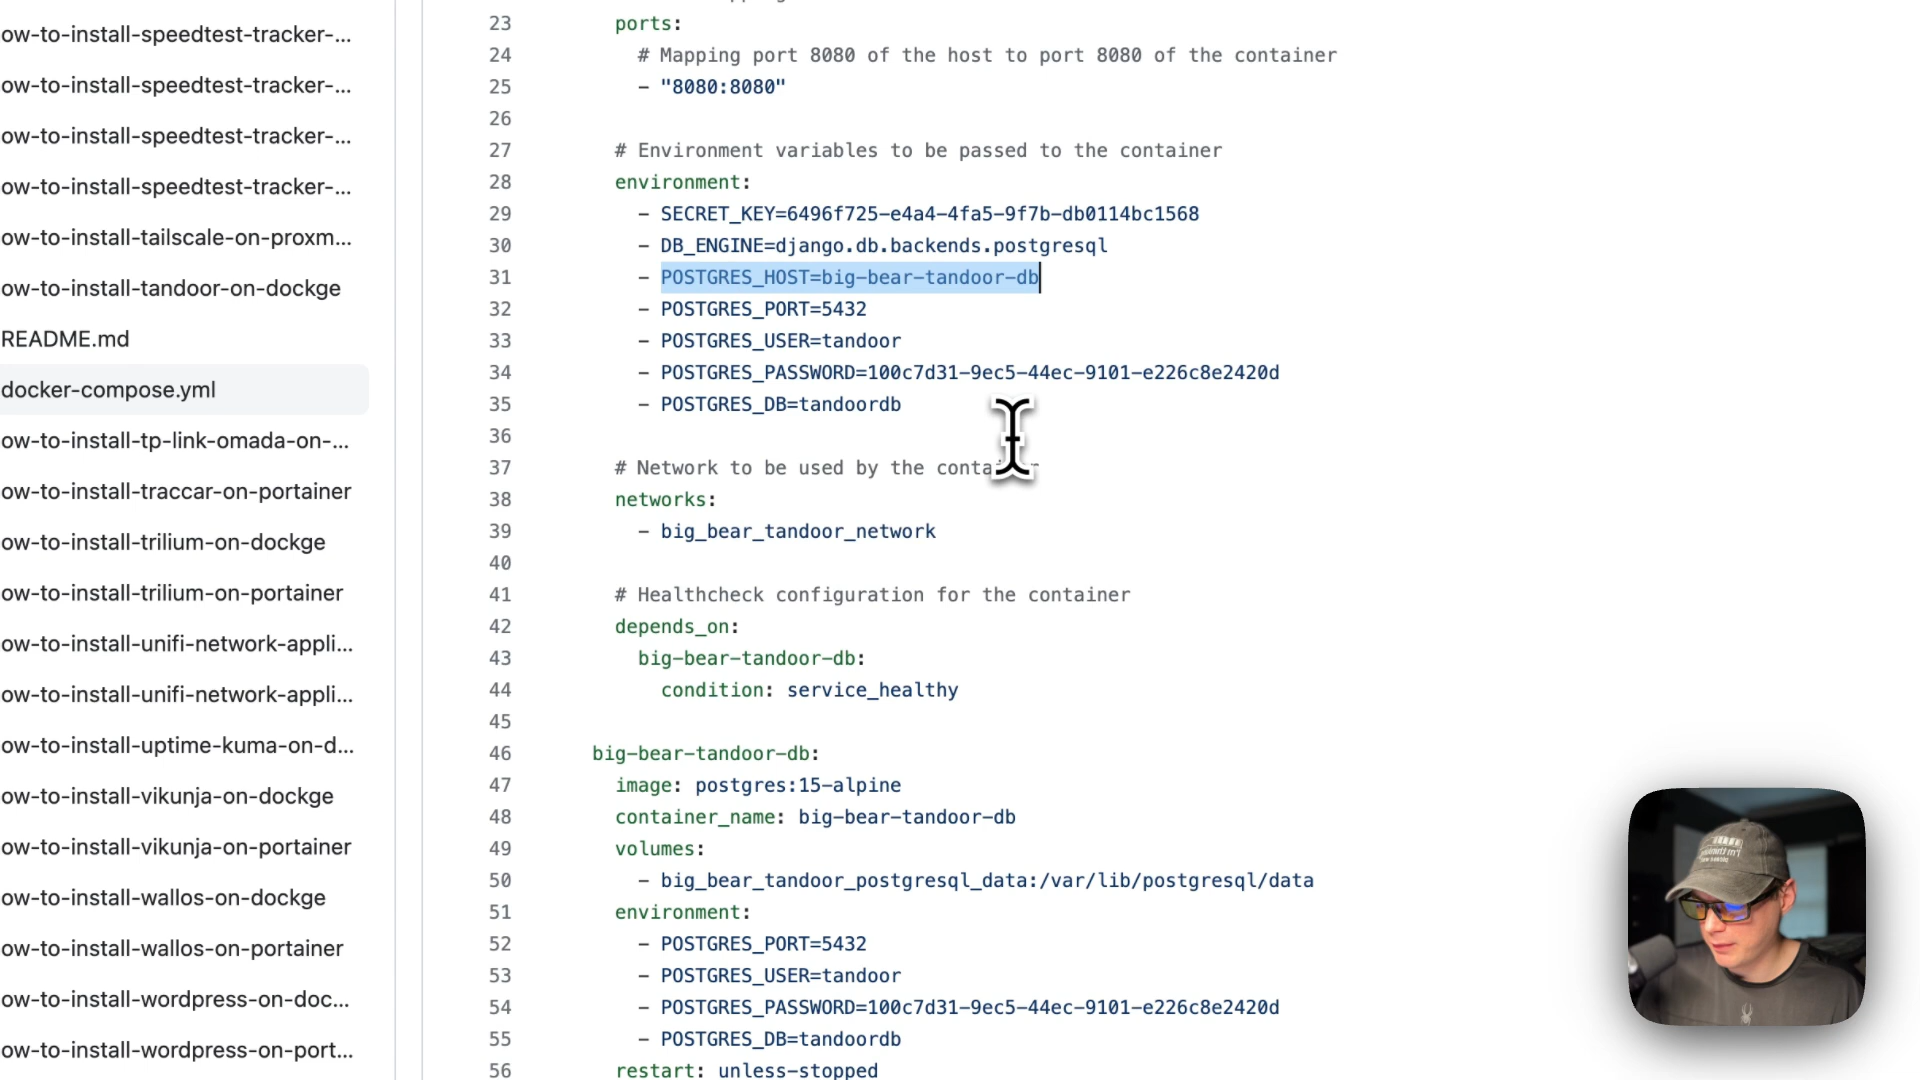 ow-to-install-speedtest-tracker-...
ow-to-install-speedtest-tracker-...
ow-to-install-speedtest-tracker-...
ow-to-install-speedtest-tracker-...
ow-to-install-tailscale-on-proxm...
ow-to-install-tandoor-on-dockge
README.md
docker-compose.yml
ow-to-install-tp-link-omada-on-...
ow-to-install-traccar-on-portainer
ow-to-install-trilium-on-dockge
ow-to-install-trilium-on-portainer
ow-to-install-unifi-network-appli...
ow-to-install-unifi-network-appli...
ow-to-install-uptime-kuma-on-d...
ow-to-install-vikunja-on-dockge
ow-to-install-vikunja-on-portainer
ow-to-install-wallos-on-dockge
ow-to-install-wallos-on-portainer
ow-to-install-wordpress-on-doc...
ow-to-install-wordpress-on-port...
23 ports:
24 # Mapping port 8080 of the host to port 8080 of the container
25 - "8080:8080"
26
27 # Environment variables to be passed to the container
28 environment:
29 - SECRET_KEY=6496f725-e4a4-4fa5-9f7b-db0114bc1568
30 - DB_ENGINE=django.db.backends.postgresql
31 - POSTGRES_HOST=big-bear-tandoor-db
32 - POSTGRES_PORT=5432
33 - POSTGRES_USER=tandoor
34 - POSTGRES_PASSWORD=100c7d31-9ec5-44ec-9101-e226c8e2420d
35 - POSTGRES_DB=tandoordb
36
37 # Network to be used by the container
38 networks:
39 - big_bear_tandoor_network
40
41 # Healthcheck configuration for the container
42 depends_on:
43 big-bear-tandoor-db:
44 condition: service_healthy
45
46 big-bear-tandoor-db:
47 image: postgres:15-alpine
48 container_name: big-bear-tandoor-db
49 volumes:
50 - big_bear_tandoor_postgresql_data:/var/lib/postgresql/data
51 environment:
52 - POSTGRES_PORT=5432
53 - POSTGRES_USER=tandoor
54 - POSTGRES_PASSWORD=100c7d31-9ec5-44ec-9101-e226c8e2420d
55 - POSTGRES_DB=tandoordb
56 restart: unless-stopped